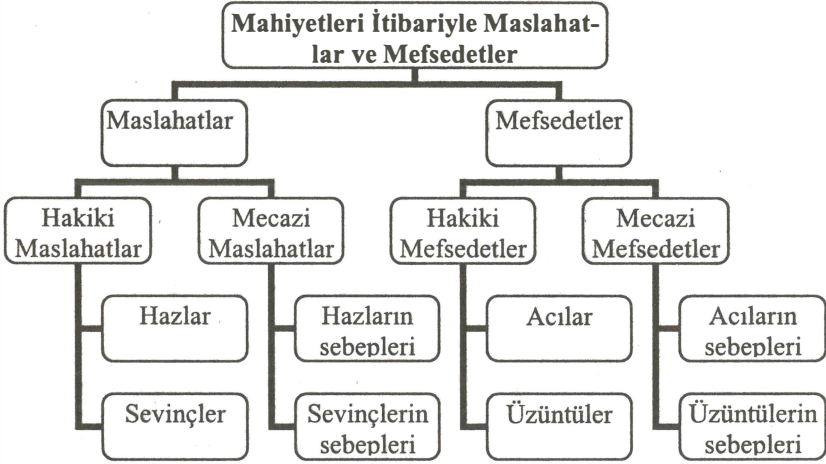 Mahiyetleri İtibariyle Maslahat-
lar ve Mefsedetler
Maslahatlar
Mefsedetler
Hakiki
Maslahatlar
Mecazi
Maslahatlar
Hakiki
Mefsedetler
Mecazi
Mefsedetler
Hazlar
Hazların
sebepleri
Acılar
Acıların
sebepleri
Sevinçler
Sevinçlerin
sebepleri
Üzüntüler
Üzüntülerin
sebepleri